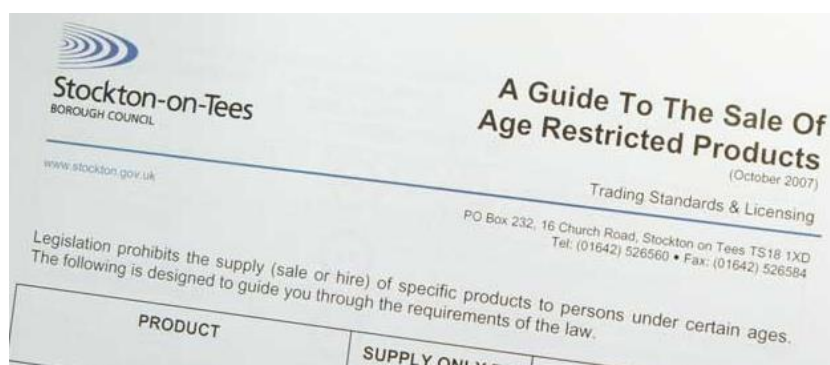 Stockton-on-Tees
BOROUGH COUNCIL
www.stockton.gov.uk
A Guide To The Sale Of
Age Restricted Products
(October 2007)
Trading Standards & Licensing
PO Box 232, 16 Church Road, Stockton on Tees TS18 1XD
Tel: (01642) 526560 • Fax: (01642) 526584
Legislation prohibits the supply (sale or hire) of specific products to persons under certain ages.
The following is designed to guide you through the requirements of the law.
PRODUCT
SUPPLY ONLY